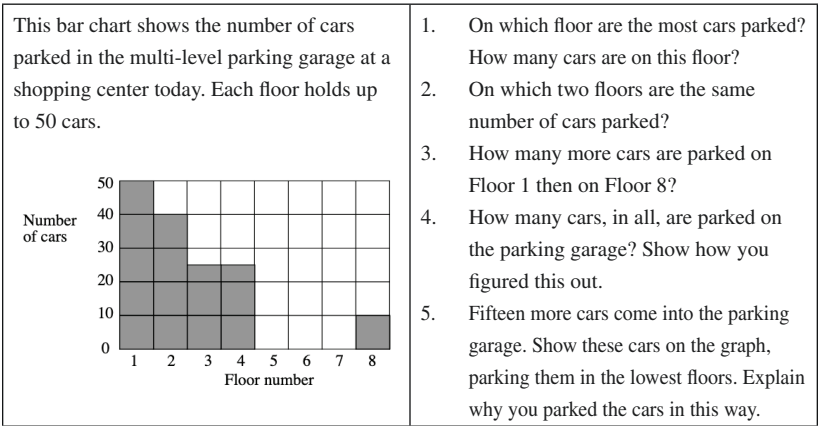 This bar chart shows the number of cars
parked in the multi-level parking garage at a
shopping center today. Each floor holds up
to 50 cars.
50
40
30
20
10
0
Number
of cars
1 2 3 4 5 6 7 8
Floor number
1. On which floor are the most cars parked?
How many cars are on this floor?
2. On which two floors are the same
number of cars parked?
3. How many more cars are parked on
Floor 1 then on Floor 8?
4. How many cars, in all, are parked on
the parking garage? Show how you
figured this out.
5. Fifteen more cars come into the parking
garage. Show these cars on the graph,
parking them in the lowest floors. Explain
why you parked the cars in this way.